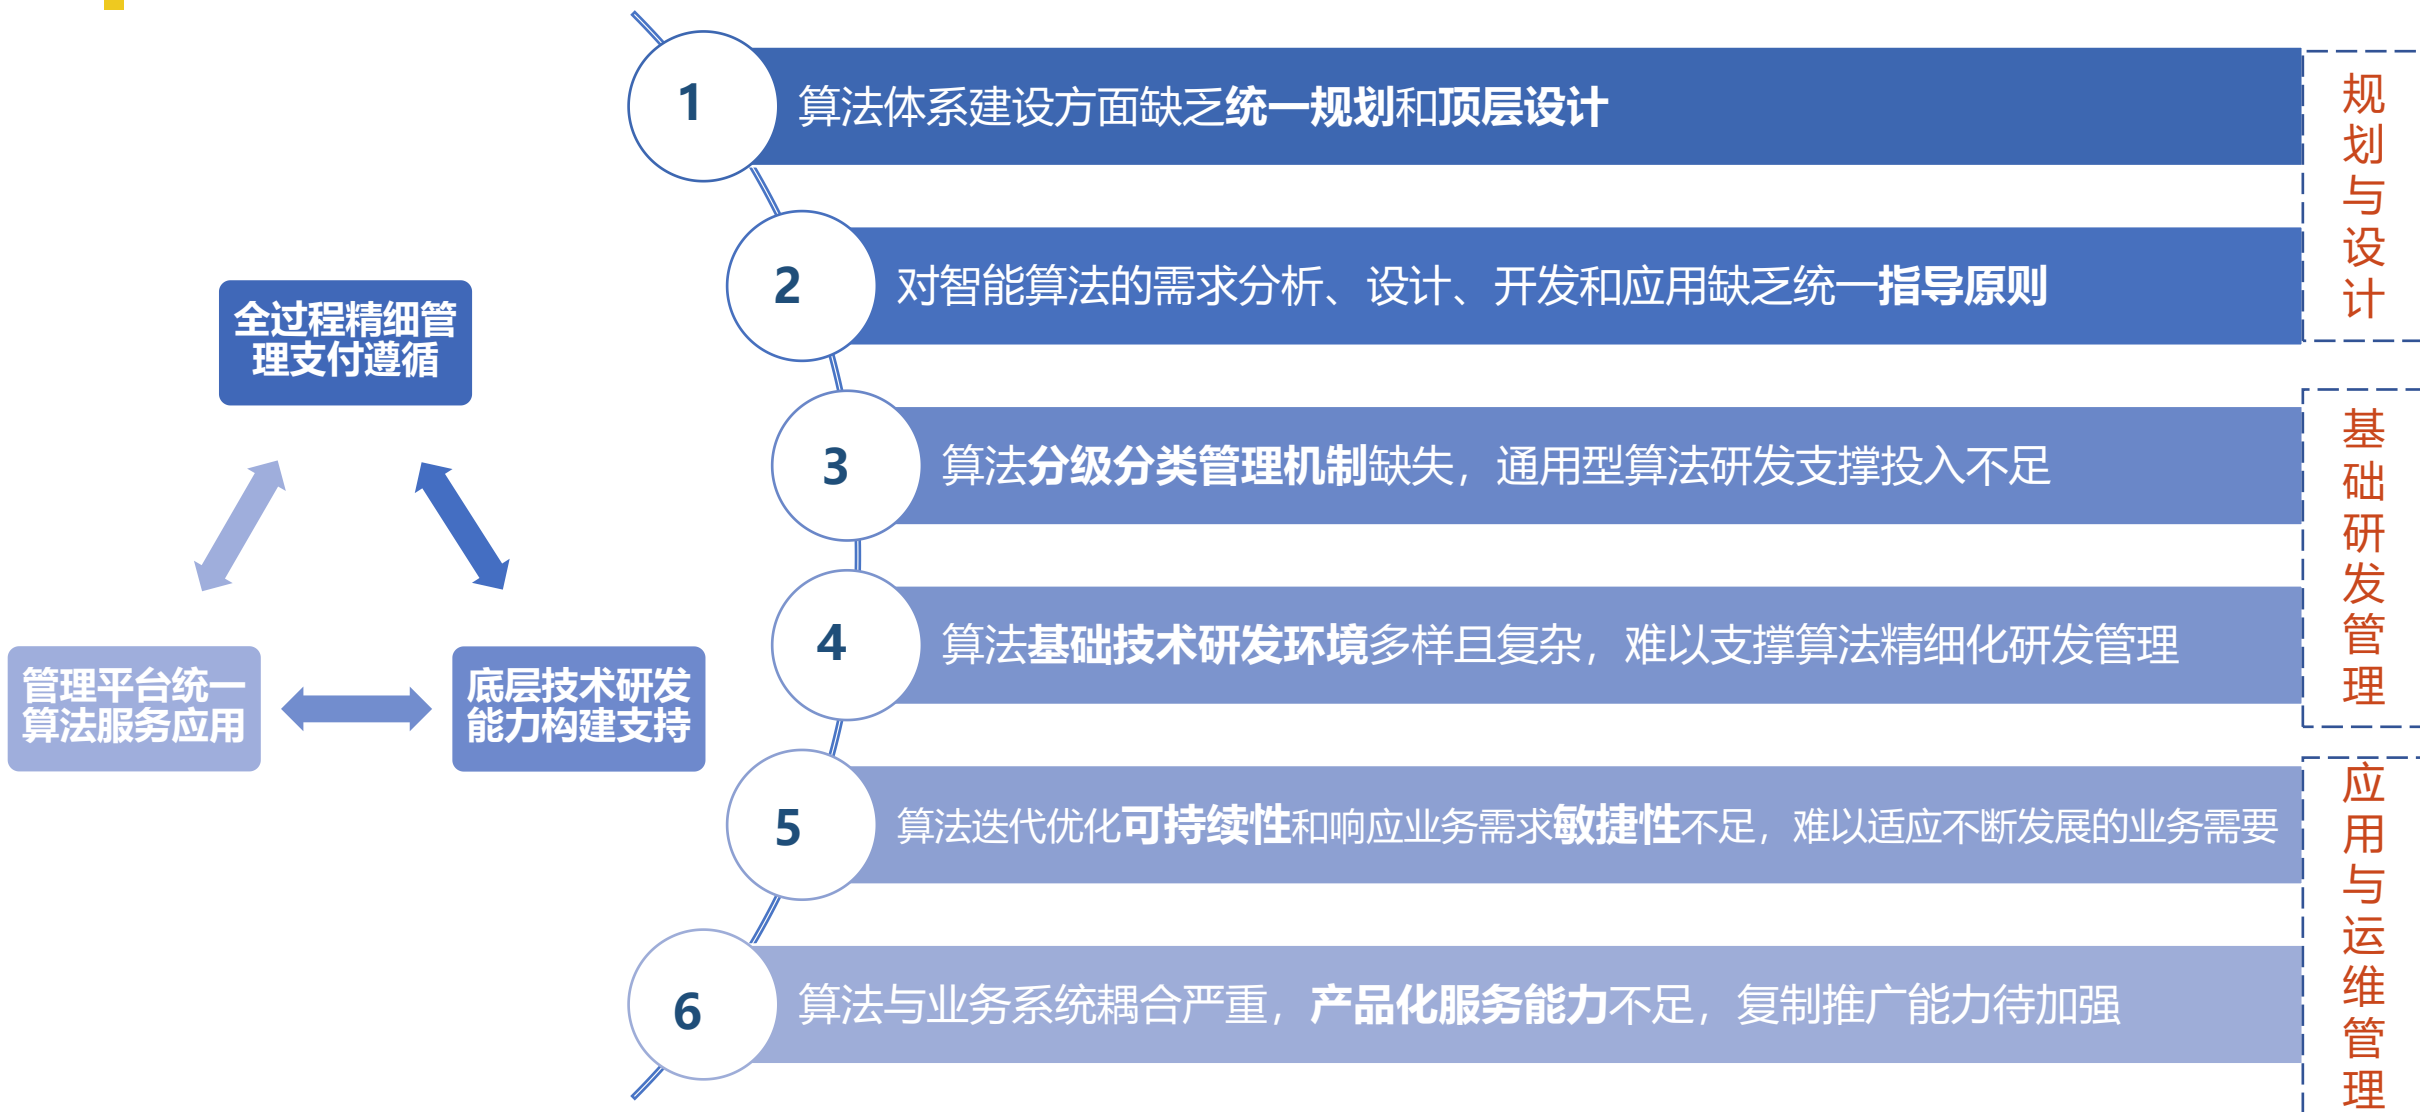 全过程精细管
理支付遵循
管理平台统一
算法服务应用
底层技术研发
能力构建支持
1
算法体系建设方面缺乏统一规划和顶层设计
2
对智能算法的需求分析、设计、开发和应用缺乏统一指导原则
3
算法分级分类管理机制缺失，通用型算法研发支撑投入不足
4
算法基础技术研发环境多样且复杂，难以支撑算法精细化研发管理
5
算法迭代优化可持续性和响应业务需求敏捷性不足，难以适应不断发展的业务需要
6
算法与业务系统耦合严重，产品化服务能力不足，复制推广能力待加强
规划与设计
基础研发管理
应用与运维管理